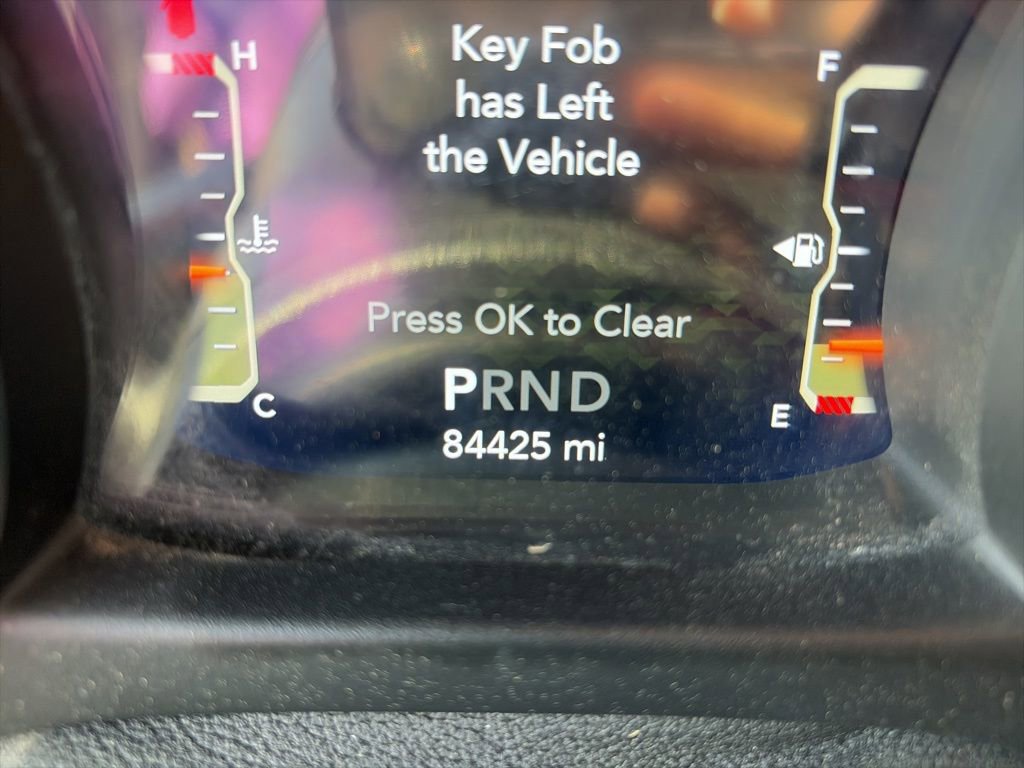 H
F
Key Fob
has Left
the Vehicle
Press OK to Clear
PRND
C
E
84425 mi